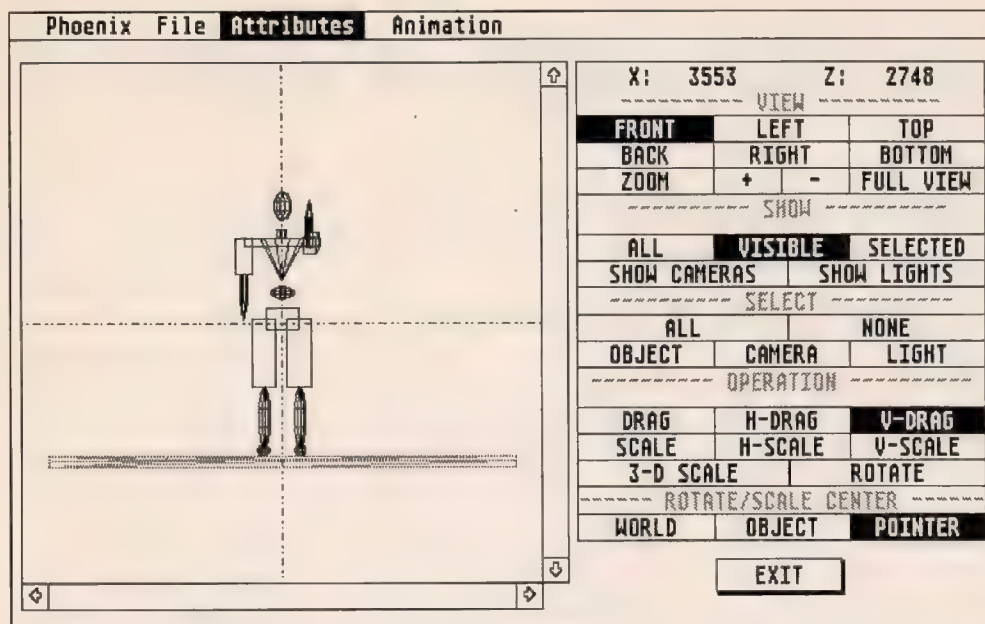 Phoenix File Attributes Animation
X: 3553 Z: 2748
VIEW
FRONT LEFT TOP
BACK RIGHT BOTTOM
ZOOM + - FULL VIEW
SHOW
ALL VISIBLE SELECTED
SHOW CAMERAS SHOW LIGHTS
SELECT
ALL NONE
OBJECT CAMERA LIGHT
OPERATION
DRAG H-DRAG V-DRAG
SCALE H-SCALE V-SCALE
3-D SCALE ROTATE
ROTATE/SCALE CENTER
WORLD OBJECT POINTER
EXIT